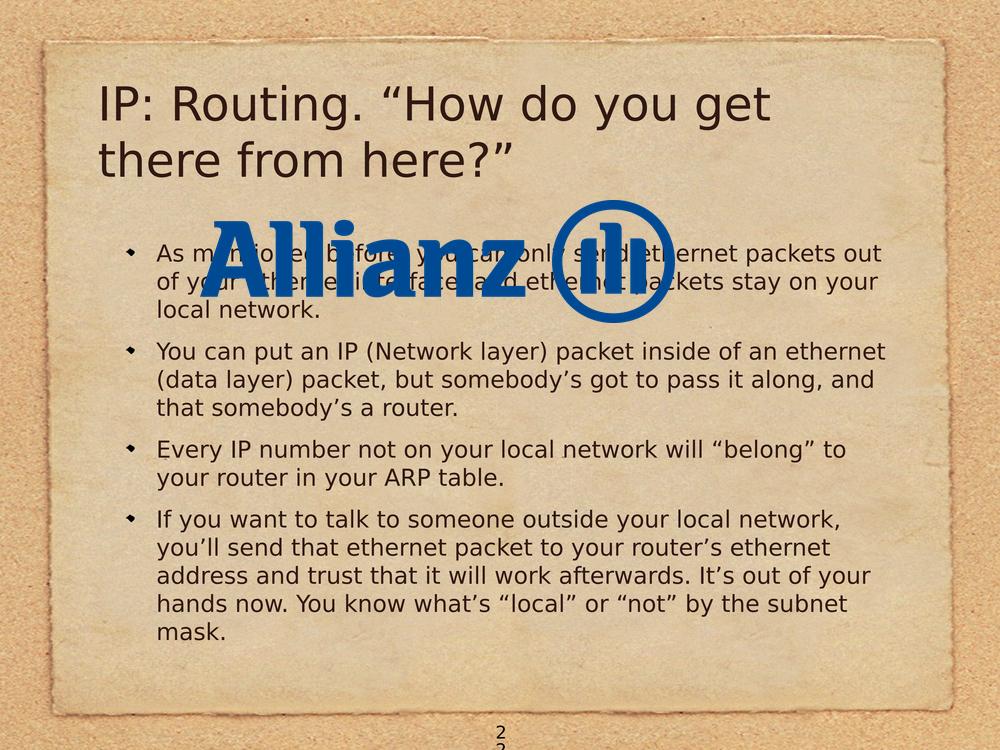 IP: Routing. “How do you get
there from here?”
Allianz
As mentioned before, you can only send ethernet packets out
of your ethernet interface, and ethernet packets stay on your
local network.
You can put an IP (Network layer) packet inside of an ethernet
(data layer) packet, but somebody’s got to pass it along, and
that somebody’s a router.
Every IP number not on your local network will “belong” to
your router in your ARP table.
If you want to talk to someone outside your local network,
you’ll send that ethernet packet to your router’s ethernet
address and trust that it will work afterwards. It’s out of your
hands now. You know what’s “local” or “not” by the subnet
mask.
2
2